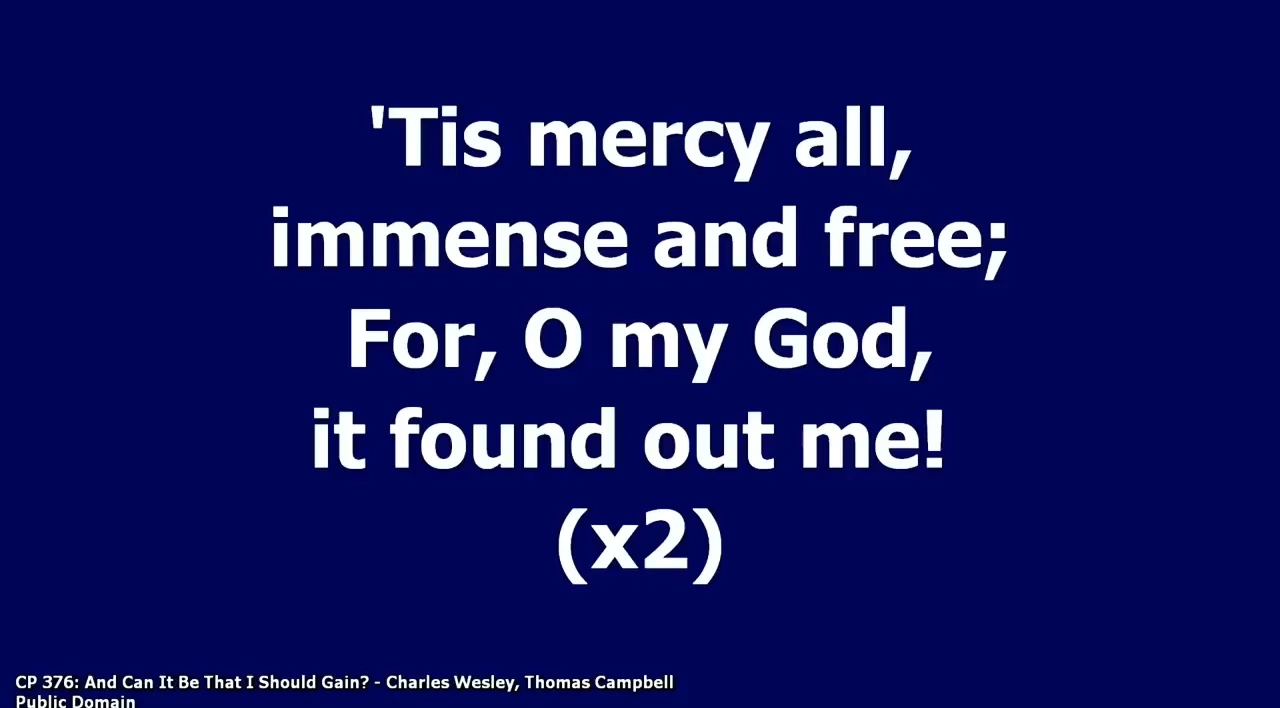 'Tis mercy all,
immense and free;
For, O my God,
it found out me!
(x2)
CP 376: And Can It Be That I Should Gain? - Charles Wesley, Thomas Campbell
Public Domain